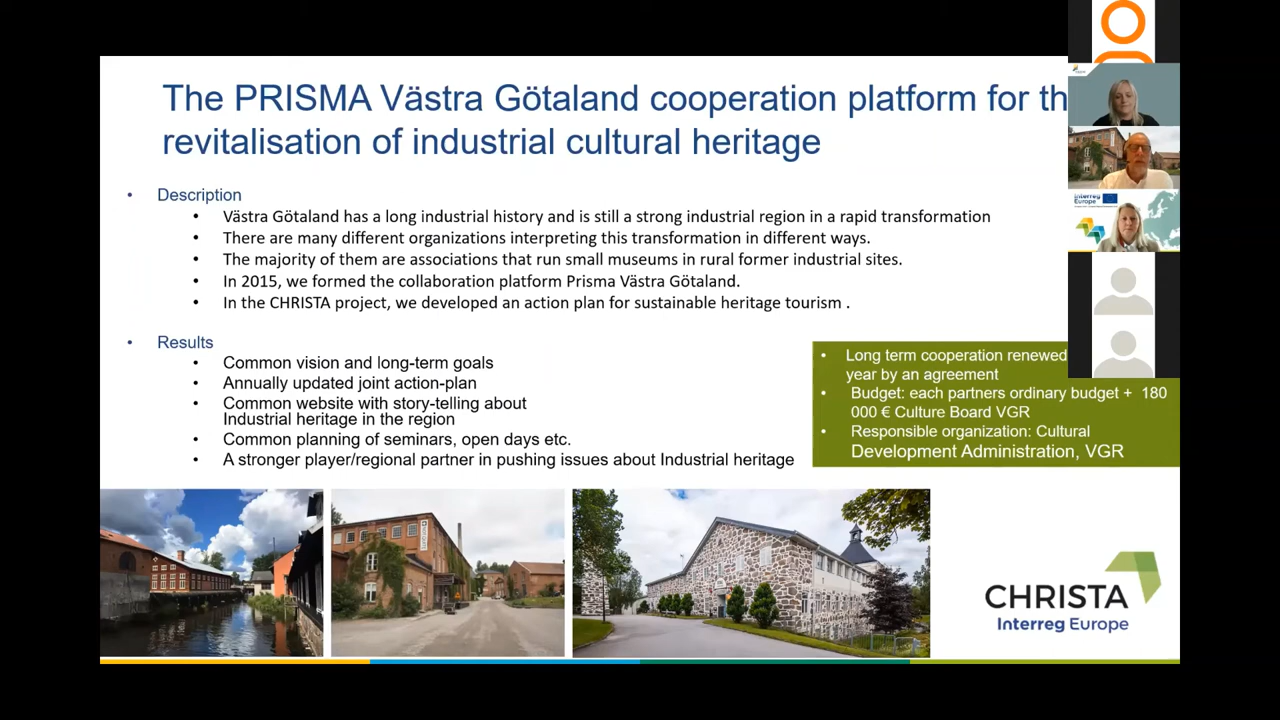 The PRISMA Västra Götaland cooperation platform for th
revitalisation of industrial cultural heritage
• Description
• Västra Götaland has a long industrial history and is still a strong industrial region in a rapid transformation
• There are many different organizations interpreting this transformation in different ways.
• The majority of them are associations that run small museums in rural former industrial sites.
• In 2015, we formed the collaboration platform Prisma Västra Götaland.
• In the CHRISTA project, we developed an action plan for sustainable heritage tourism .
• Results
• Common vision and long-term goals
• Annually updated joint action-plan
• Common website with story-telling about
Industrial heritage in the region
• Common planning of seminars, open days etc.
• A stronger player/regional partner in pushing issues about Industrial heritage
• Long term cooperation renewed
year by an agreement
• Budget: each partners ordinary budget + 180
000 € Culture Board VGR
• Responsible organization: Cultural
Development Administration, VGR
CHRISTA
Interreg Europe
Interreg
Europe